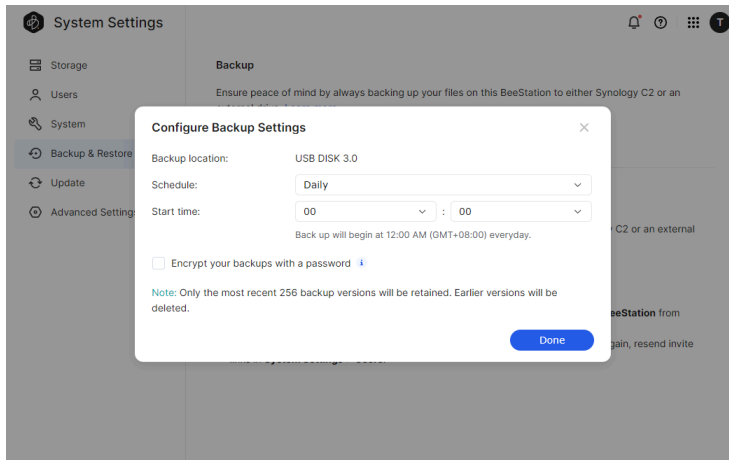 System Settings
T
Storage
Users
System
Backup & Restore
Update
Advanced Settings
Backup
Ensure peace of mind by always backing up your files on this BeeStation to either Synology C2 or an
Configure Backup Settings
Backup location: USB DISK 3.0
Schedule: Daily
Start time: 00 : 00
Back up will begin at 12:00 AM (GMT+08:00) everyday.
Encrypt your backups with a password
Note: Only the most recent 256 backup versions will be retained. Earlier versions will be
deleted.
Done
C2 or an external
eeStation from
gain, resend invite